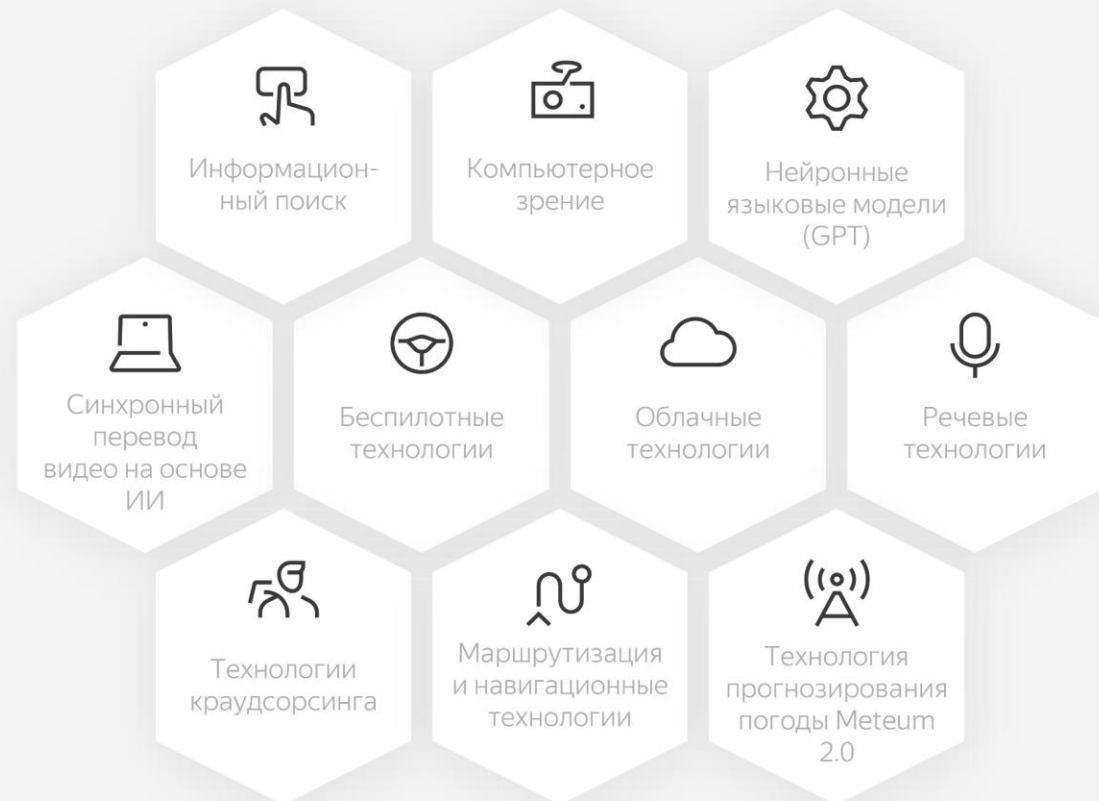 Информацион-
ный поиск
Компьютерное
зрение
Нейронные
языковые модели
(GPT)
Синхронный
перевод
видео на основе
ИИ
Беспилотные
технологии
Облачные
технологии
Речевые
технологии
Технологии
краудсорсинга
Маршрутизация
и навигационные
технологии
Технология
прогнозирования
погоды Meteum
2.0